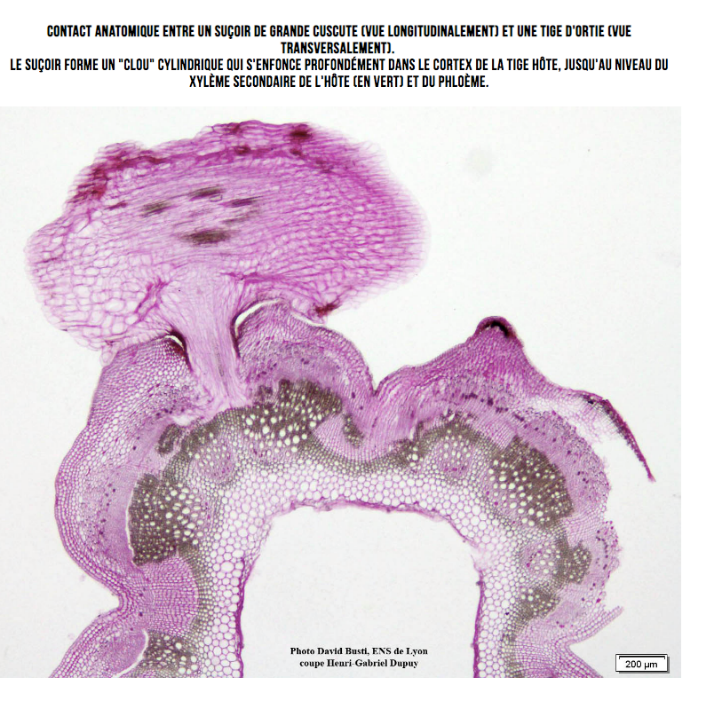 CONTACT ANATOMIQUE ENTRE UN SUÇOIR DE GRANDE CUSCUTE (VUE LONGITUDINALEMENT) ET UNE TIGE D'ORTIE (VUE
TRANSVERSALEMENT).
LE SUÇOIR FORME UN "CLOU" CYLINDRIQUE QUI S'ENFONCE PROFONDÉMENT DANS LE CORTEX DE LA TIGE HÔTE, JUSQU'AU NIVEAU DU
XYLÈME SECONDAIRE DE L'HÔTE (EN VERT) ET DU PHLOÈME.
Photo David Busti, ENS de Lyon
coupe Henri-Gabriel Dupuy
200 µm